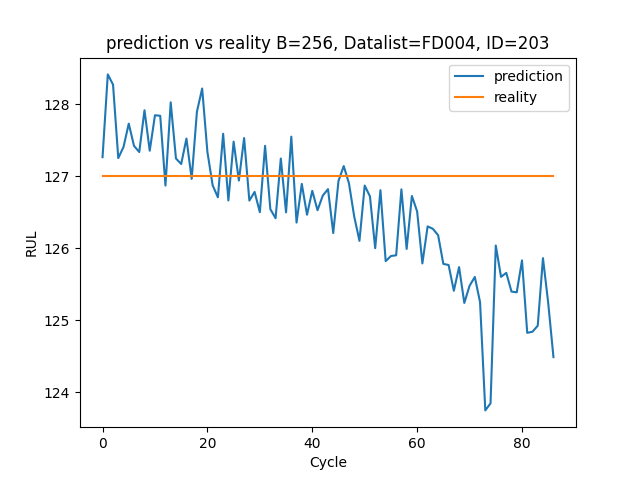 prediction vs reality B=256, Datalist=FD004, ID=203
prediction
reality
128
127
126
125
124
RUL
0
20
40
60
80
Cycle